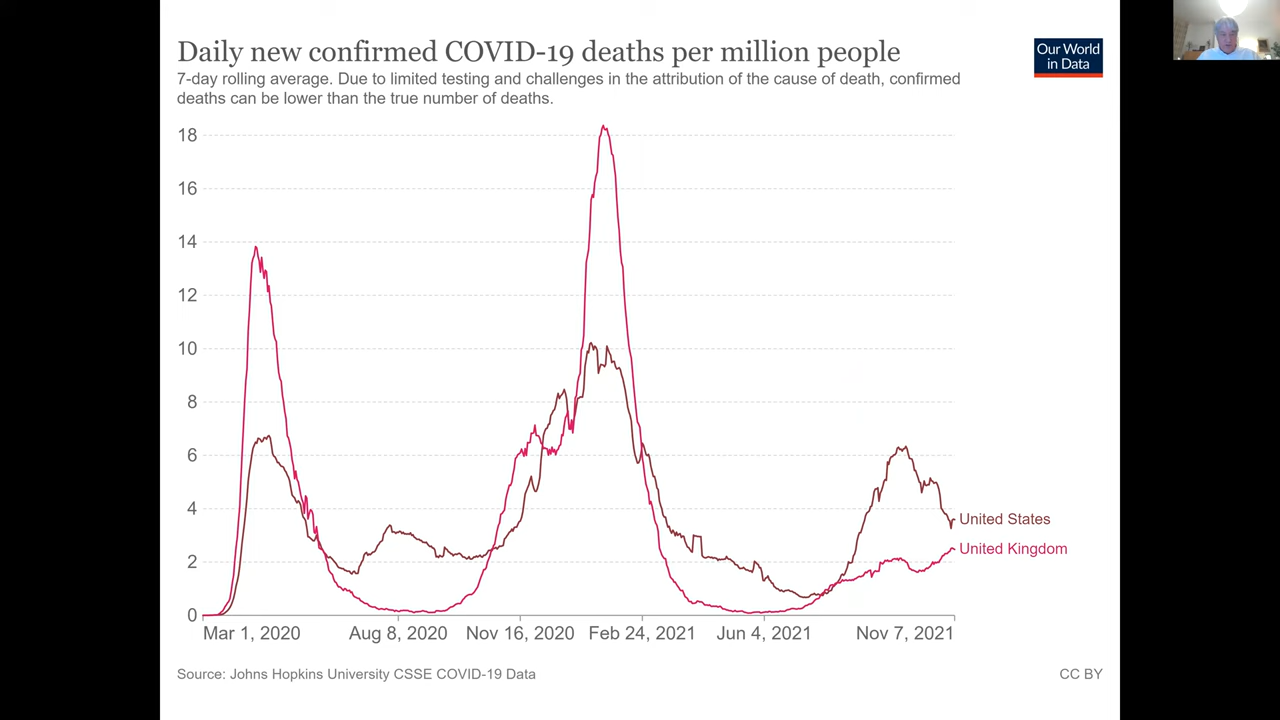 Daily new confirmed COVID-19 deaths per million people
7-day rolling average. Due to limited testing and challenges in the attribution of the cause of death, confirmed
deaths can be lower than the true number of deaths.
Our World
in Data
18
16
14
12
10
8
6
4
2
0
United States
United Kingdom
Mar 1, 2020
Aug 8, 2020
Nov 16, 2020
Feb 24, 2021
Jun 4, 2021
Nov 7, 2021
Source: Johns Hopkins University CSSE COVID-19 Data
CC BY